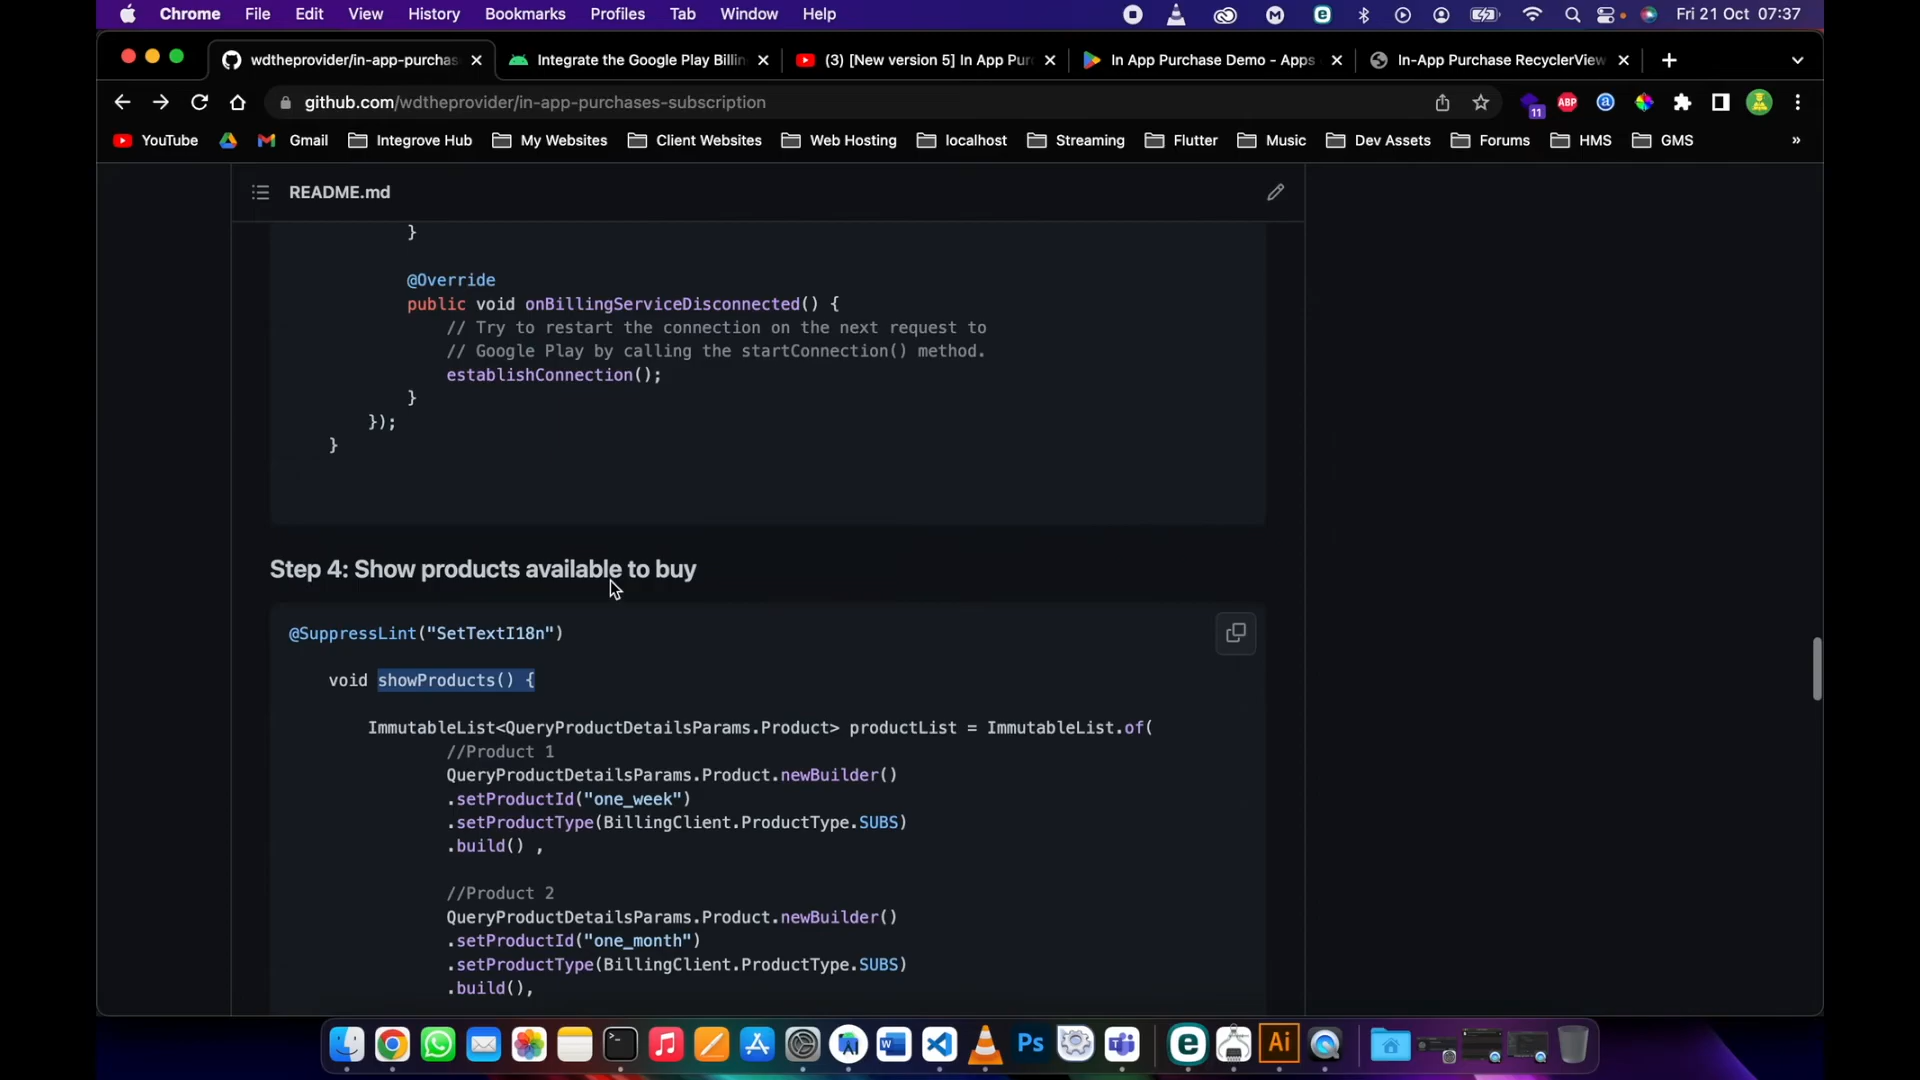 Chrome File Edit View History Bookmarks Profiles Tab Window Help Fri 21 Oct 07:37
wdtheprovider/in-app-purchas Integrate the Google Play Billin (3) [New version 5] In App Pur In App Purchase Demo - Apps In-App Purchase RecyclerView
github.com/wdtheprovider/in-app-purchases-subscription
11 ABP
YouTube Gmail Integrove Hub My Websites Client Websites Web Hosting localhost Streaming Flutter Music Dev Assets Forums HMS GMS »
README.md
}
@Override
public void onBillingServiceDisconnected() {
// Try to restart the connection on the next request to
// Google Play by calling the startConnection() method.
establishConnection();
}
});
}
Step 4: Show products available to buy
@SuppressLint("SetTextI18n")
void showProducts() {
ImmutableList<QueryProductDetailsParams.Product> productList = ImmutableList.of(
//Product 1
QueryProductDetailsParams.Product.newBuilder()
.setProductId("one_week")
.setProductType(BillingClient.ProductType.SUBS)
.build() ,
//Product 2
QueryProductDetailsParams.Product.newBuilder()
.setProductId("one_month")
.setProductType(BillingClient.ProductType.SUBS)
.build(),
Ps Ai